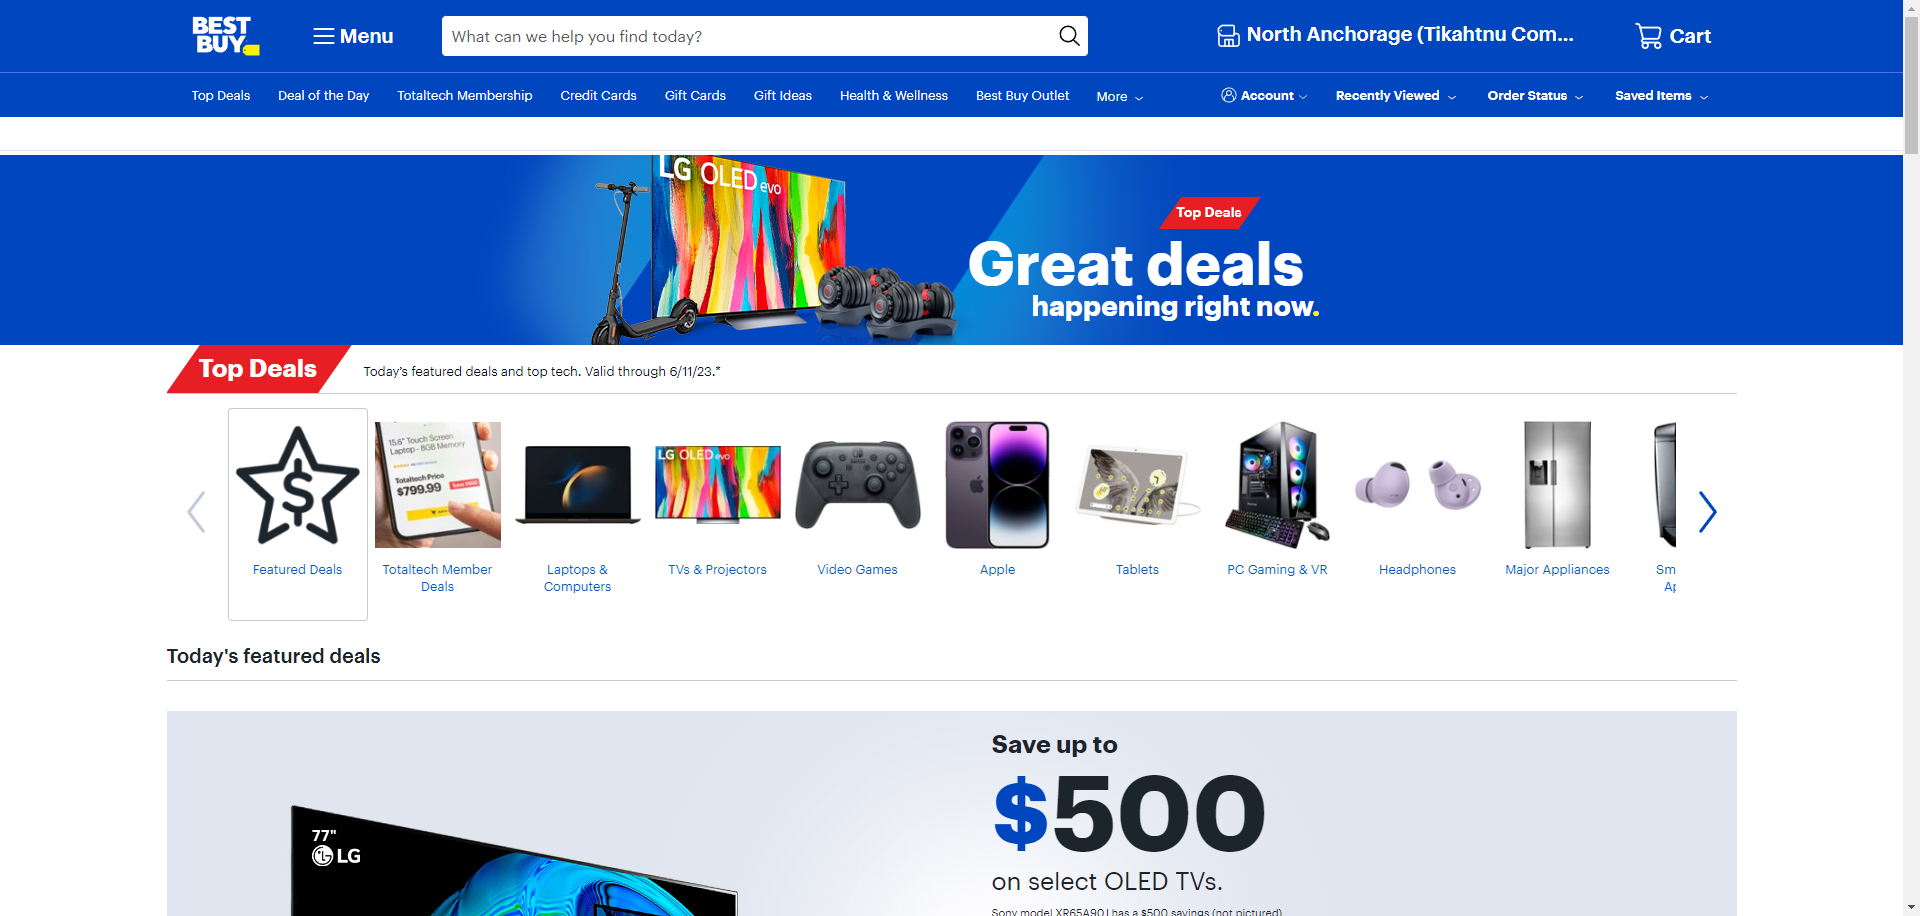 BEST BUY
Menu
What can we help you find today?
North Anchorage (Tikahtnu Com...
Cart
Top Deals
Deal of the Day
Totaltech Membership
Credit Cards
Gift Cards
Gift Ideas
Health & Wellness
Best Buy Outlet
More
Account
Recently Viewed
Order Status
Saved Items
LG OLED evo
Top Deals
Great deals
happening right now.
Top Deals
Today's featured deals and top tech. Valid through 6/11/23.*
15.6" Touch Screen
Laptop - 8GB Memory
Totaltech Price
$799.99
LG OLED evo
Featured Deals
Totaltech Member
Deals
Laptops &
Computers
TVs & Projectors
Video Games
Apple
Tablets
PC Gaming & VR
Headphones
Major Appliances
Sm
Ap
Today's featured deals
Save up to
$500
on select OLED TVs.
Sony model XR65A90J has a $500 savings (not pictured)
77"
LG